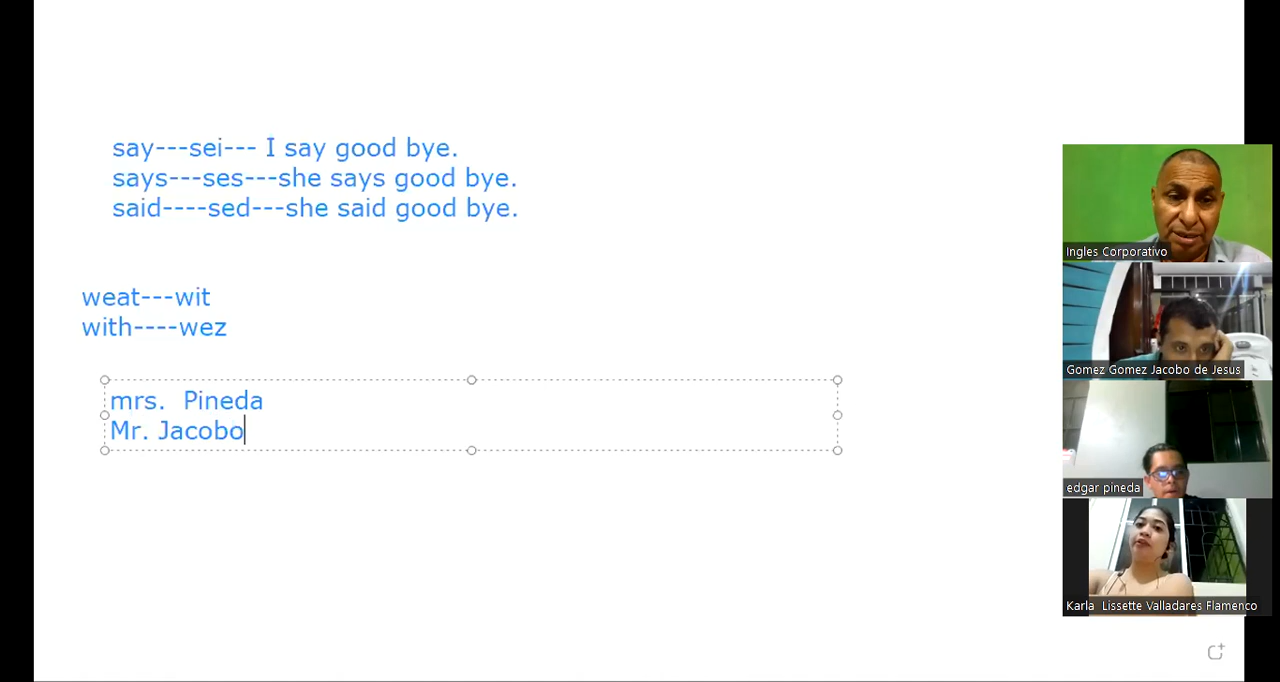 say---sei--- I say good bye.
says---ses---she says good bye.
said----sed---she said good bye.
weat---wit
with----wez
mrs.  Pineda
Mr. Jacobo
Ingles Corporativo
Gomez Gomez Jacobo de Jesus
edgar pineda
Karla  Lissette Valladares Flamenco